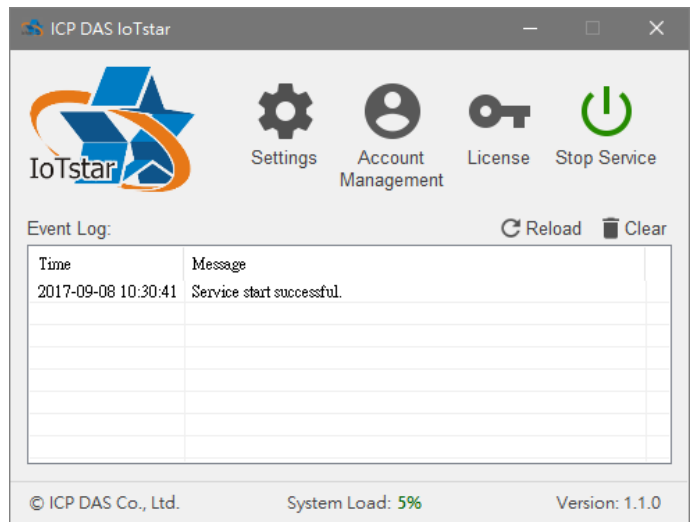 ICP DAS IoTstar
IoTstar
Settings
Account
Management
License
Stop Service
Event Log:
Reload
Clear
Time Message
2017-09-08 10:30:41 Service start successful.
© ICP DAS Co., Ltd. System Load: 5% Version: 1.1.0